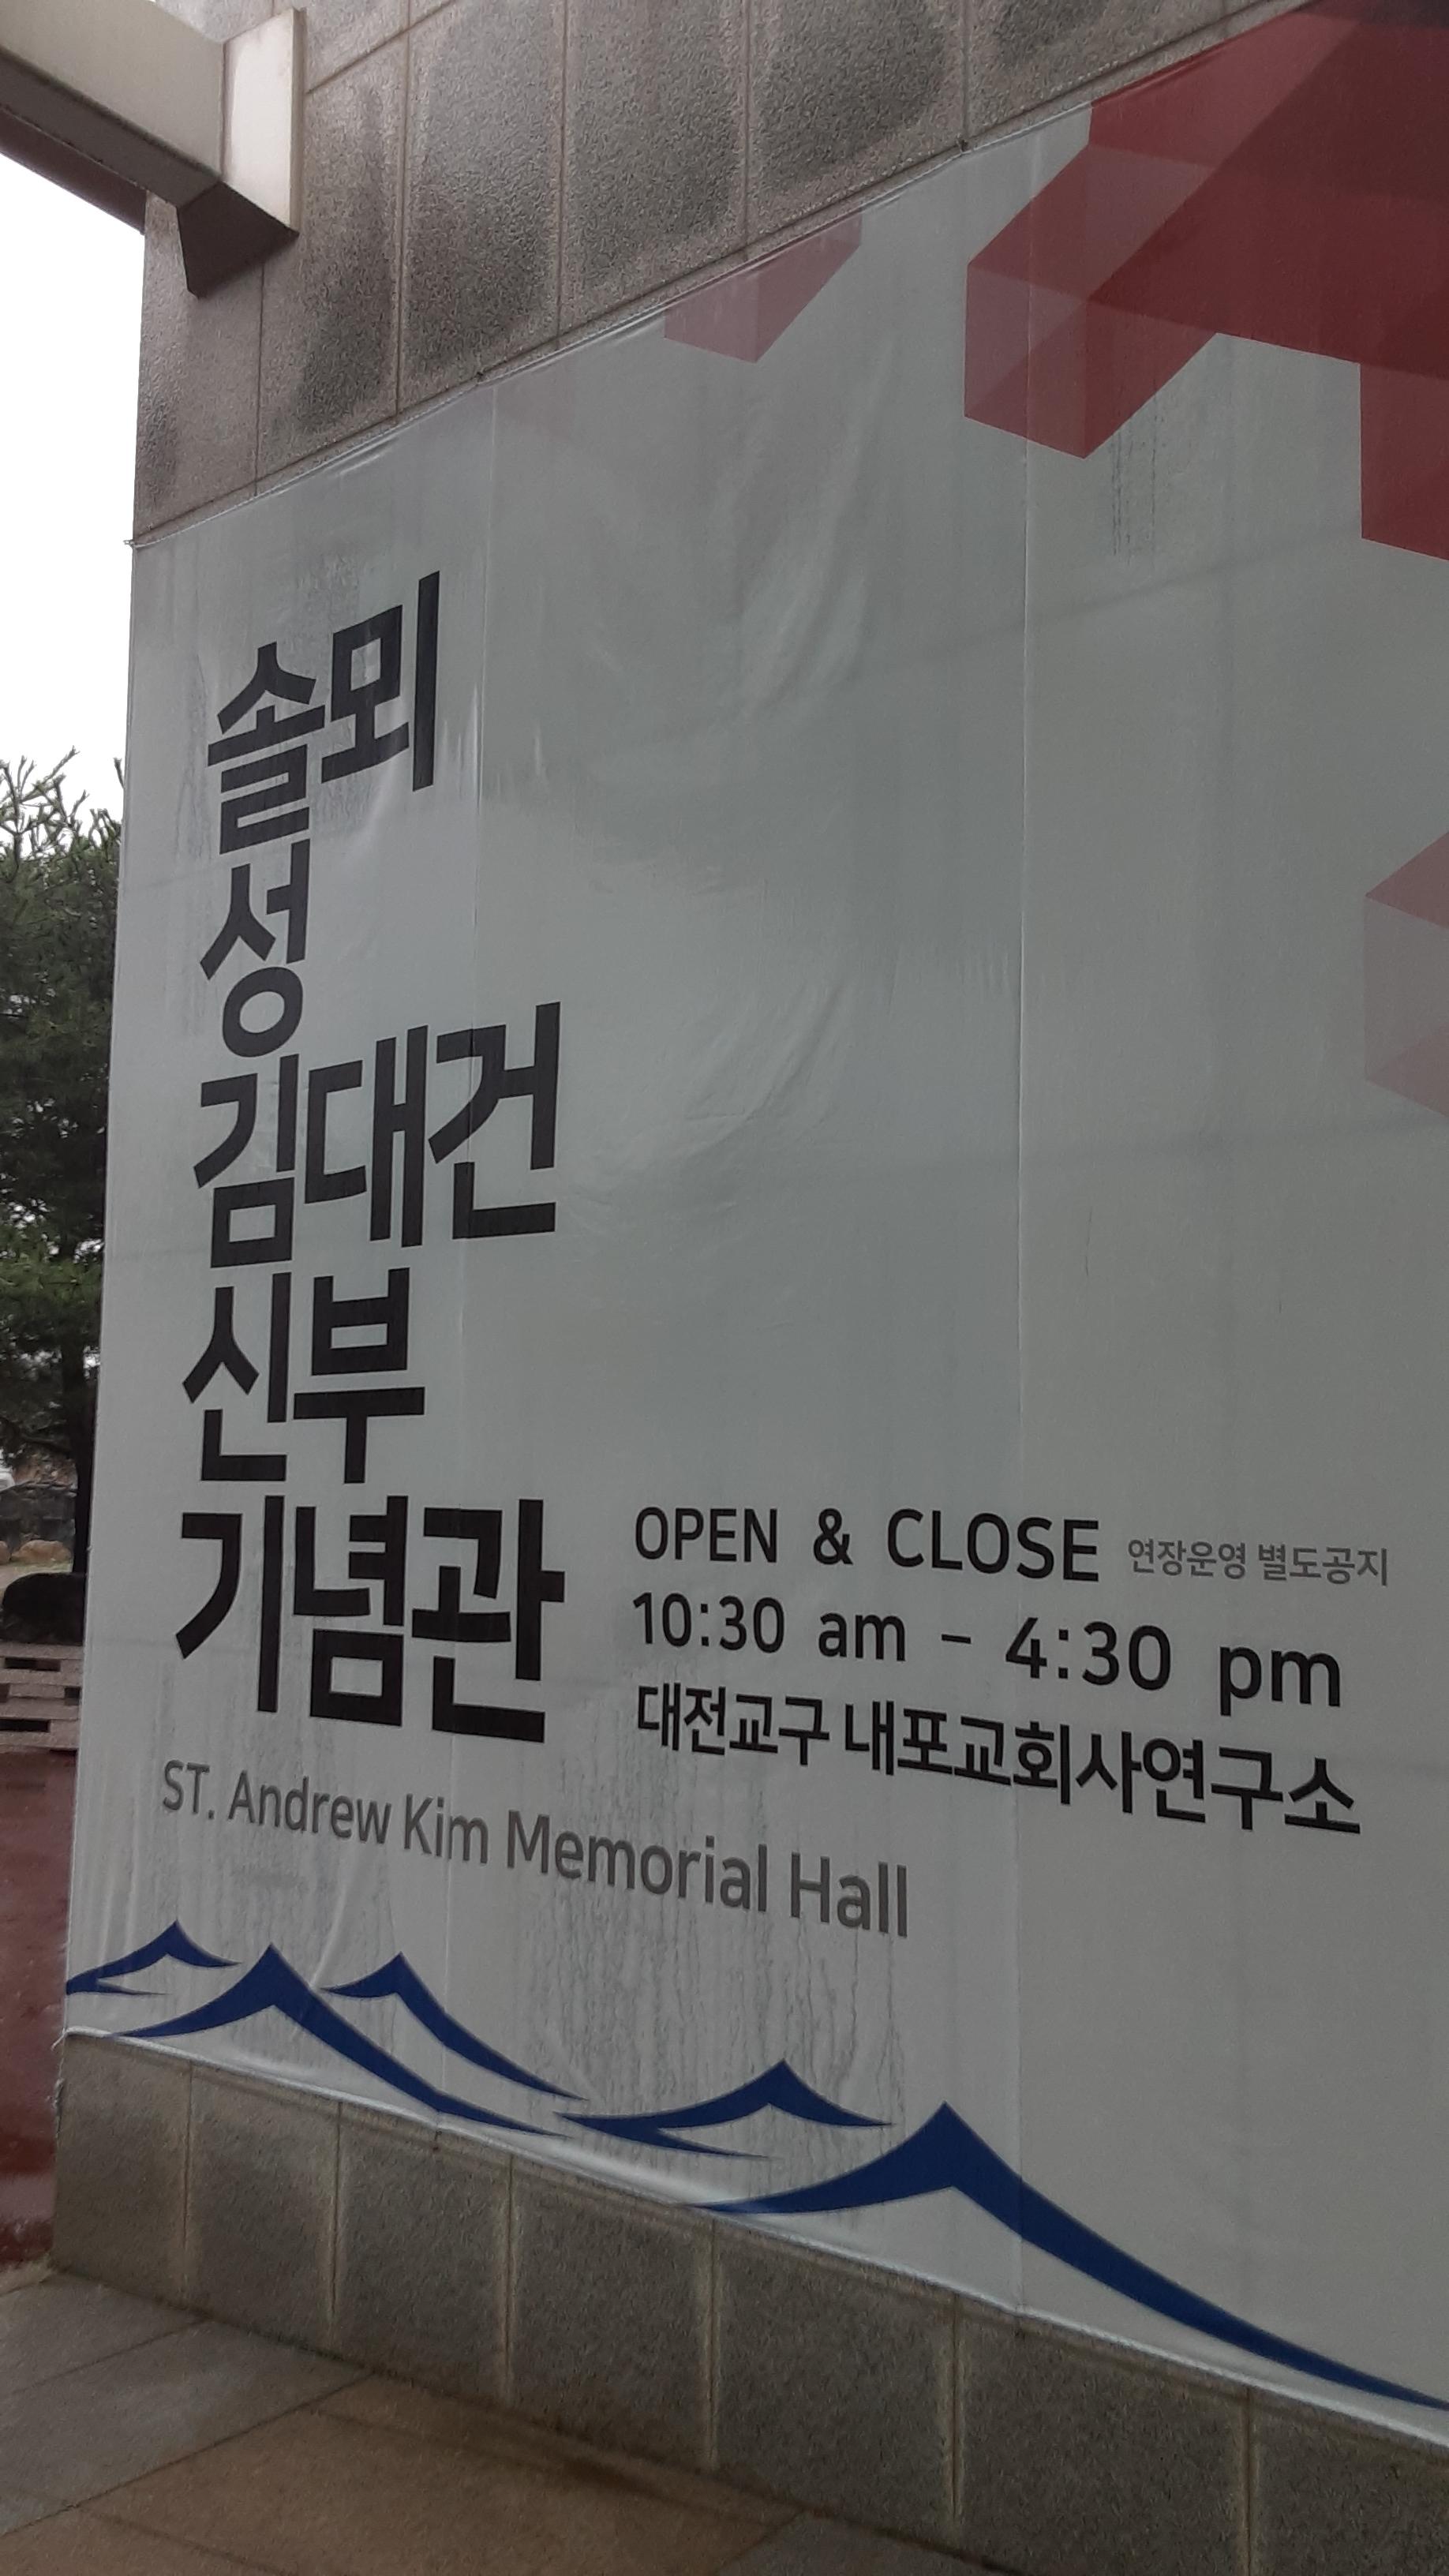 솔뫼
성
김대건
신부
기념관
OPEN & CLOSE 연장운영 별도공지
10:30 am – 4:30 pm
대전교구 내포교회사연구소
ST. Andrew Kim Memorial Hall